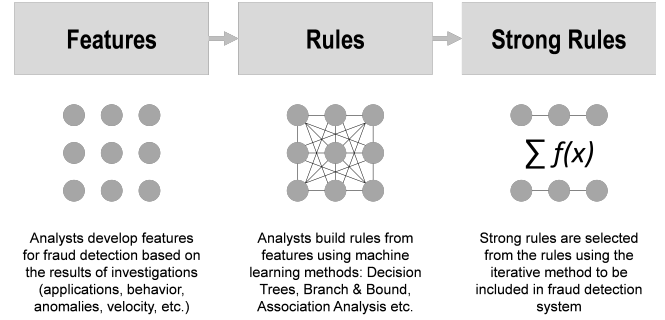 Features
Rules
Strong Rules
∑ f(x)
Analysts develop features
for fraud detection based on
the results of investigations
(applications, behavior,
anomalies, velocity, etc.)
Analysts build rules from
features using machine
learning methods: Decision
Trees, Branch & Bound,
Association Analysis etc.
Strong rules are selected
from the rules using the
iterative method to be
included in fraud detection
system